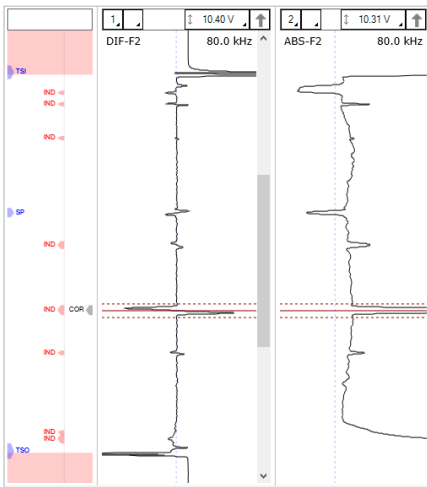 1 10.40 V 2 10.31 V
DIF-F2 80.0 kHz ABS-F2 80.0 kHz
TSI
IND
IND
IND
SP
IND
IND COR
IND
IND
IND
TSO